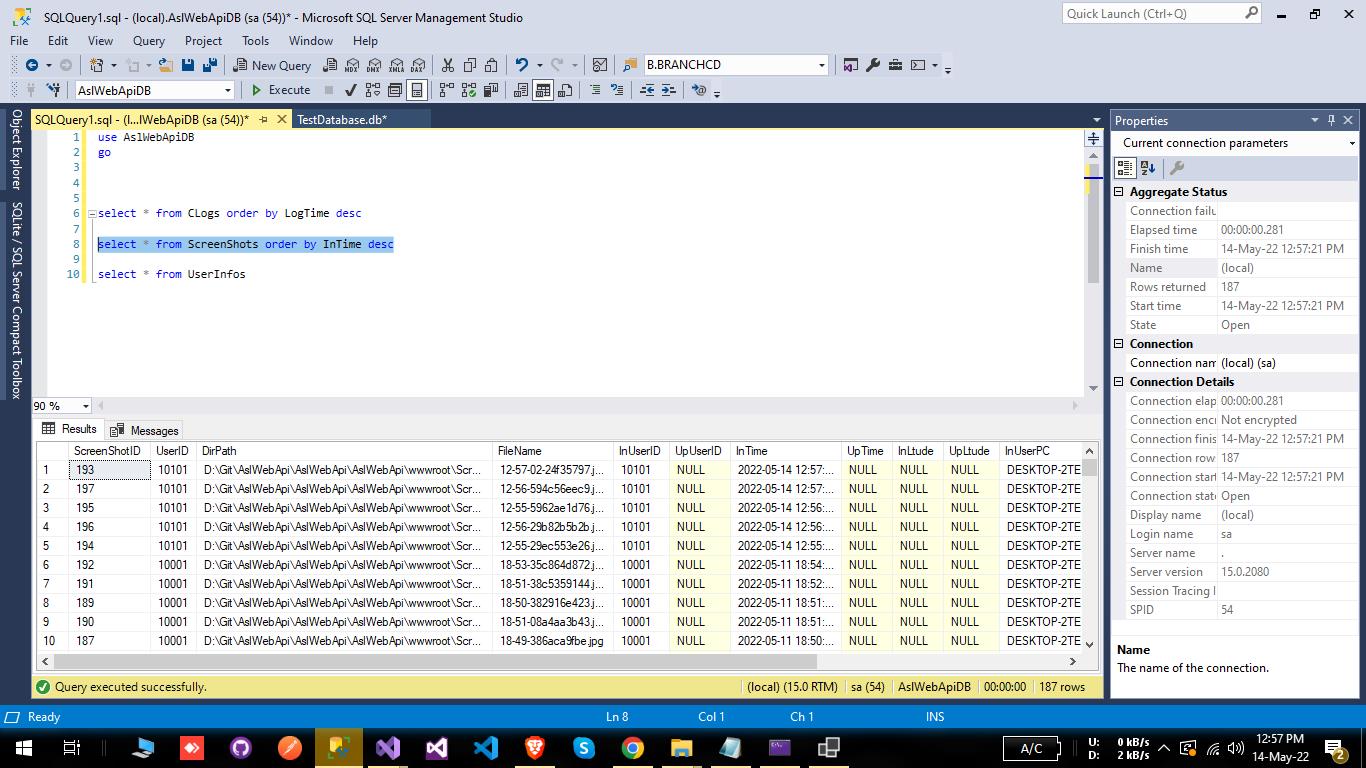 SQLQuery1.sql - (local).AslWebApiDB (sa (54))* - Microsoft SQL Server Management Studio
Quick Launch (Ctrl+Q)
File Edit View Query Project Tools Window Help
New Query MDX DMX XMLA DAX B.BRANCHCD
AslWebApiDB Execute
Object Explorer
SQLite / SQL Server Compact Toolbox
SQLQuery1.sql - (l...lWebApiDB (sa (54))* TestDatabase.db*
1 use AslWebApiDB
2 go
3
4
5
6 select * from CLogs order by LogTime desc
7
8 select * from ScreenShots order by InTime desc
9
10 select * from UserInfos
90 %
Results Messages
ScreenShotID UserID DirPath FileName InUserID UpUserID InTime UpTime InLtude UpLtude InUserPC
1 193 10101 D:\Git\AslWebApi\AslWebApi\AslWebApi\wwwroot\Scr... 12-57-02-24f35797.j... 10101 NULL 2022-05-14 12:57:... NULL NULL NULL DESKTOP-2TE
2 197 10101 D:\Git\AslWebApi\AslWebApi\AslWebApi\wwwroot\Scr... 12-56-594c56eec9.j... 10101 NULL 2022-05-14 12:57:... NULL NULL NULL DESKTOP-2TE
3 195 10101 D:\Git\AslWebApi\AslWebApi\AslWebApi\wwwroot\Scr... 12-55-5962ae1d76.j... 10101 NULL 2022-05-14 12:56:... NULL NULL NULL DESKTOP-2TE
4 196 10101 D:\Git\AslWebApi\AslWebApi\AslWebApi\wwwroot\Scr... 12-56-29b82b5b2b.j... 10101 NULL 2022-05-14 12:56:... NULL NULL NULL DESKTOP-2TE
5 194 10101 D:\Git\AslWebApi\AslWebApi\AslWebApi\wwwroot\Scr... 12-55-29ec553e26.j... 10101 NULL 2022-05-14 12:55:... NULL NULL NULL DESKTOP-2TE
6 192 10001 D:\Git\AslWebApi\AslWebApi\AslWebApi\wwwroot\Scr... 18-53-35c864d872.j... 10001 NULL 2022-05-11 18:54:... NULL NULL NULL DESKTOP-2TE
7 191 10001 D:\Git\AslWebApi\AslWebApi\AslWebApi\wwwroot\Scr... 18-51-38c5359144.j... 10001 NULL 2022-05-11 18:52:... NULL NULL NULL DESKTOP-2TE
8 189 10001 D:\Git\AslWebApi\AslWebApi\AslWebApi\wwwroot\Scr... 18-50-382916e423.j... 10001 NULL 2022-05-11 18:51:... NULL NULL NULL DESKTOP-2TE
9 190 10001 D:\Git\AslWebApi\AslWebApi\AslWebApi\wwwroot\Scr... 18-51-08a4aa3b43.j... 10001 NULL 2022-05-11 18:51:... NULL NULL NULL DESKTOP-2TE
10 187 10001 D:\Git\AslWebApi\AslWebApi\AslWebApi\wwwroot\Scr... 18-49-386aca9fbe.jpg 10001 NULL 2022-05-11 18:50:... NULL NULL NULL DESKTOP-2TE
Query executed successfully. (local) (15.0 RTM) sa (54) AslWebApiDB 00:00:00 187 rows
Properties
Current connection parameters
Aggregate Status
Connection failu
Elapsed time 00:00:00.281
Finish time 14-May-22 12:57:21 PM
Name (local)
Rows returned 187
Start time 14-May-22 12:57:21 PM
State Open
Connection
Connection nam (local) (sa)
Connection Details
Connection elap 00:00:00.281
Connection encr Not encrypted
Connection finis 14-May-22 12:57:21 PM
Connection rows 187
Connection start 14-May-22 12:57:21 PM
Connection state Open
Display name (local)
Login name sa
Server name .
Server version 15.0.2080
Session Tracing I
SPID 54
Name
The name of the connection.
Ready Ln 8 Col 1 Ch 1 INS
A/C
U: 0 kB/s
D: 2 kB/s
12:57 PM
14-May-22
2